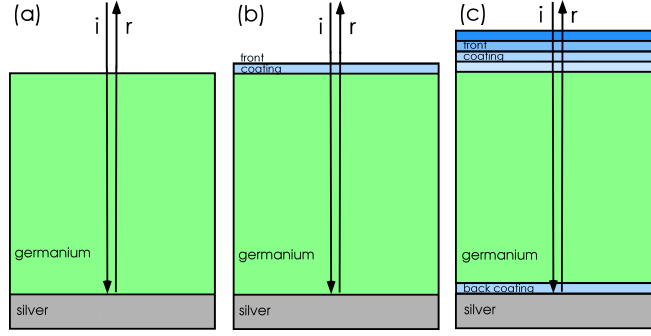 (a)
i r
germanium
silver
(b)
i r
front
coating
germanium
silver
(c)
i r
front
coating
germanium
back coating
silver